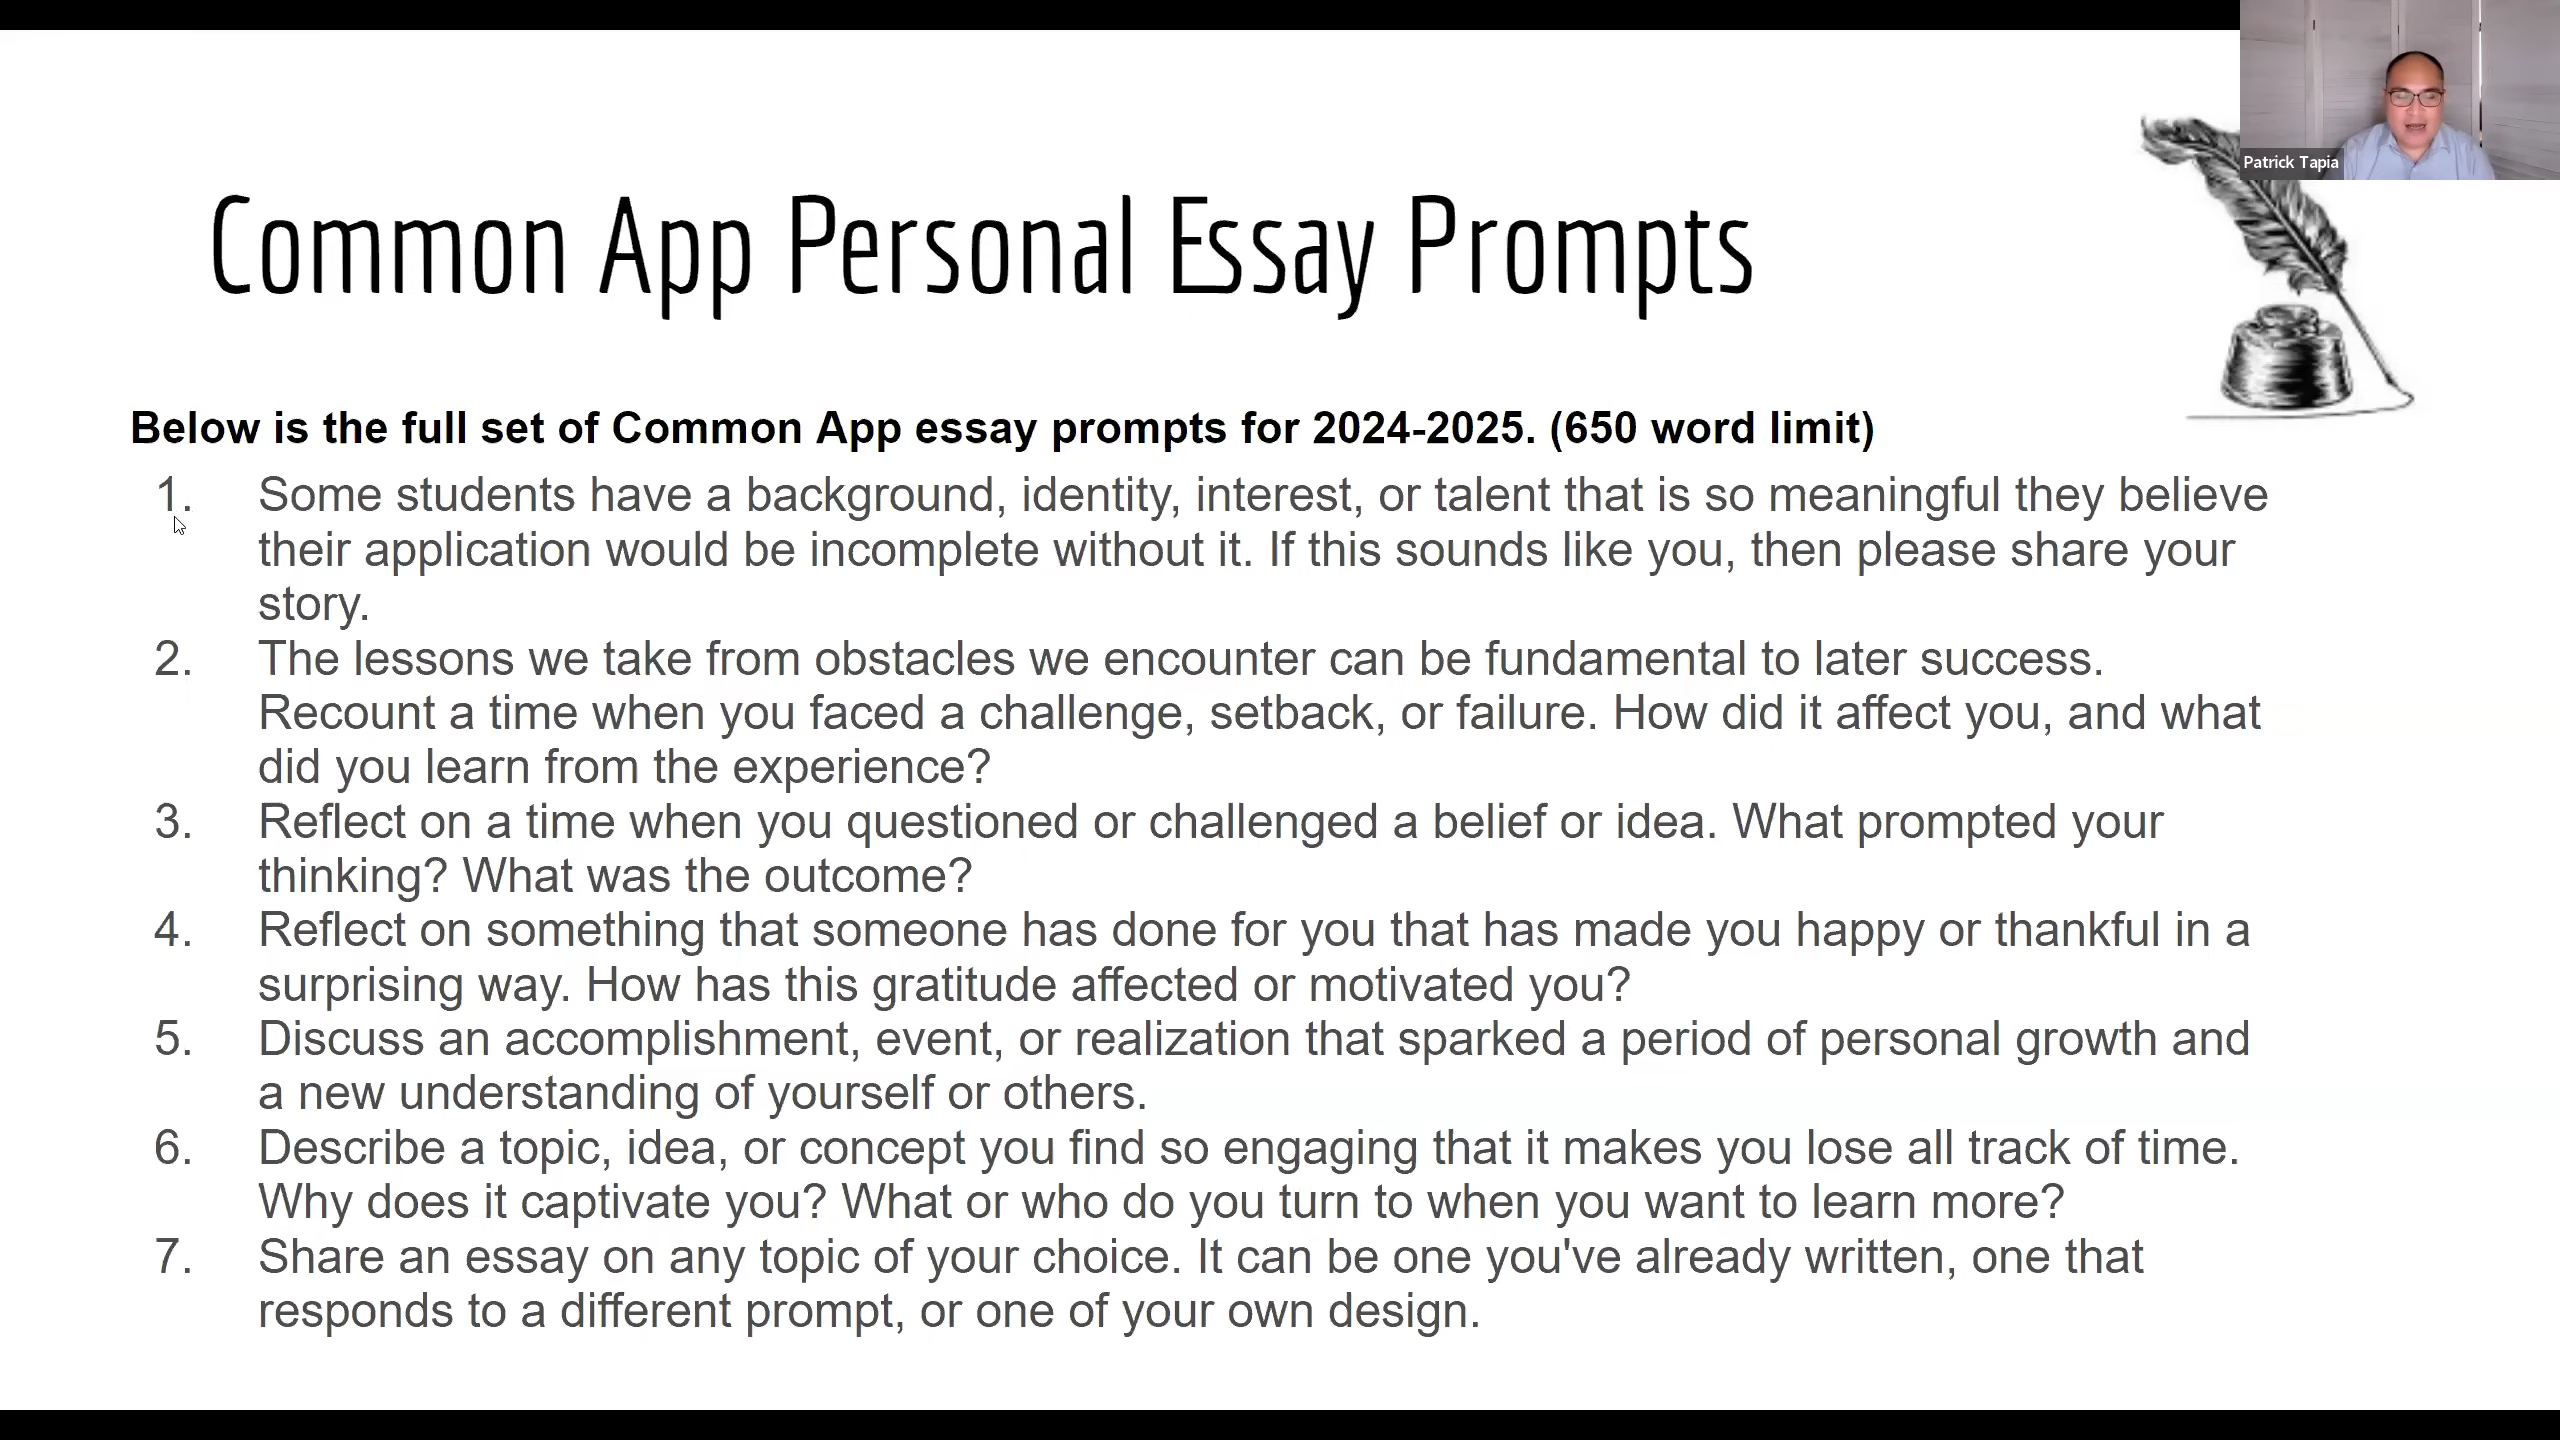 Patrick Tapia
Common App Personal Essay Prompts
Below is the full set of Common App essay prompts for 2024-2025. (650 word limit)
1. Some students have a background, identity, interest, or talent that is so meaningful they believe
their application would be incomplete without it. If this sounds like you, then please share your
story.
2. The lessons we take from obstacles we encounter can be fundamental to later success.
Recount a time when you faced a challenge, setback, or failure. How did it affect you, and what
did you learn from the experience?
3. Reflect on a time when you questioned or challenged a belief or idea. What prompted your
thinking? What was the outcome?
4. Reflect on something that someone has done for you that has made you happy or thankful in a
surprising way. How has this gratitude affected or motivated you?
5. Discuss an accomplishment, event, or realization that sparked a period of personal growth and
a new understanding of yourself or others.
6. Describe a topic, idea, or concept you find so engaging that it makes you lose all track of time.
Why does it captivate you? What or who do you turn to when you want to learn more?
7. Share an essay on any topic of your choice. It can be one you've already written, one that
responds to a different prompt, or one of your own design.